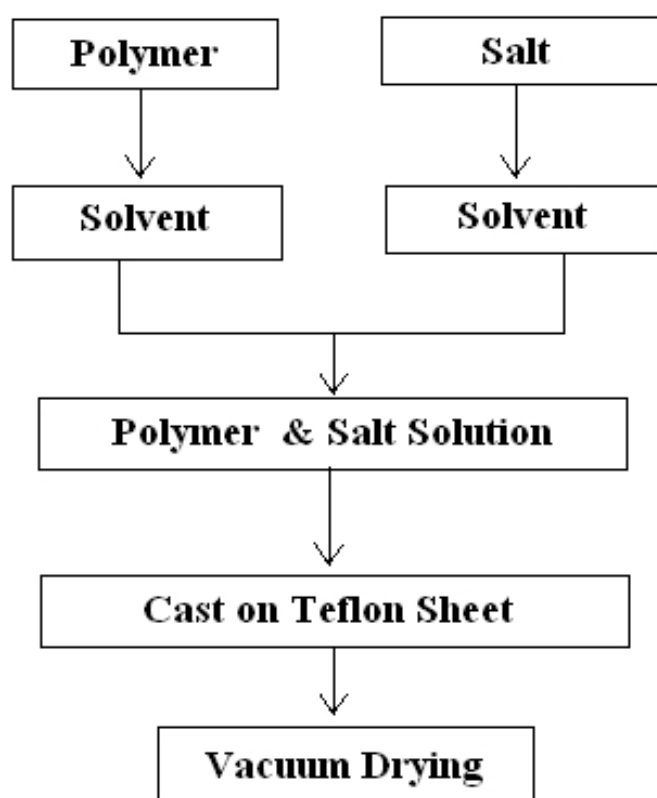 Polymer
Salt
Solvent
Solvent
Polymer & Salt Solution
Cast on Teflon Sheet
Vacuum Drying